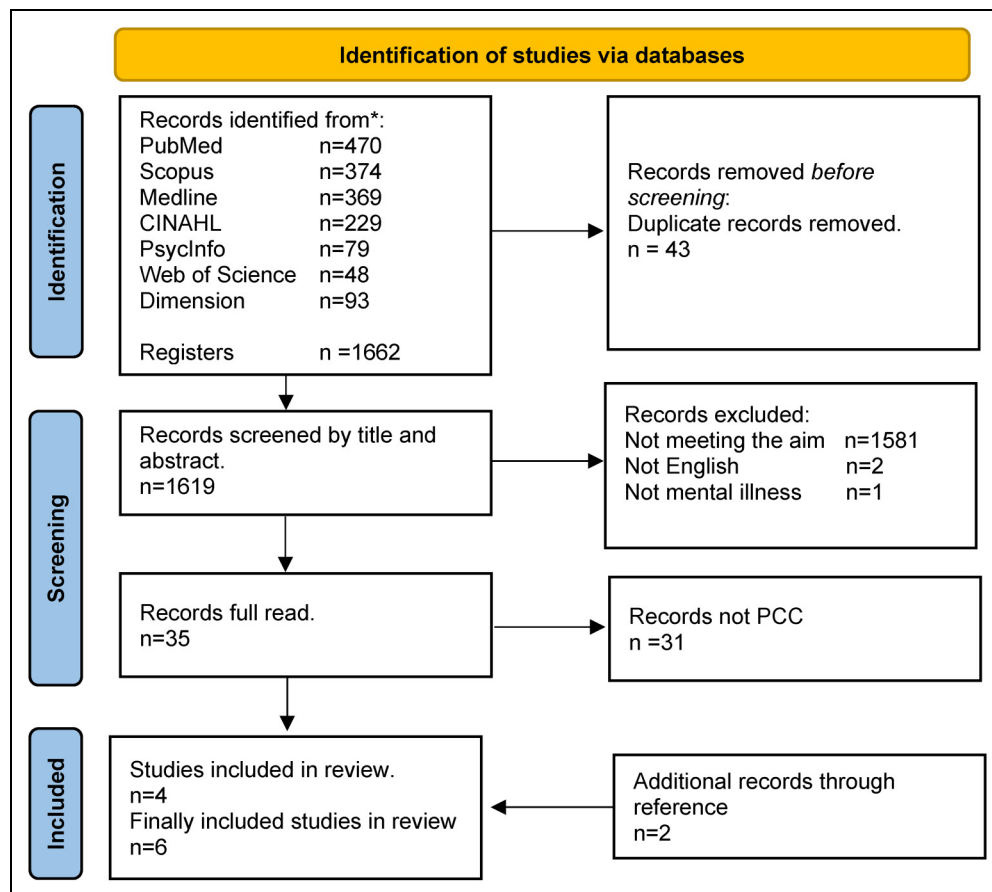 Identification of studies via databases
Identification
Records identified from*:
PubMed n=470
Scopus n=374
Medline n=369
CINAHL n=229
PsycInfo n=79
Web of Science n=48
Dimension n=93
Registers n =1662
Records removed before
screening:
Duplicate records removed.
n = 43
Screening
Records screened by title and
abstract.
n=1619
Records excluded:
Not meeting the aim n=1581
Not English n=2
Not mental illness n=1
Records full read.
n=35
Records not PCC
n =31
Included
Studies included in review.
n=4
Finally included studies in review
n=6
Additional records through
reference
n=2